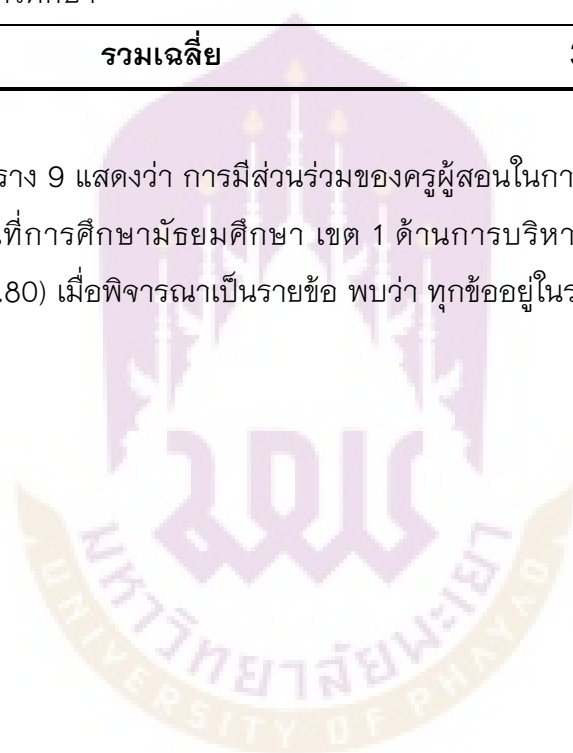 รวมเฉลี่ย
ราง 9 แสดงว่า การมีส่วนร่วมของครูผู้สอนในกา
นที่การศึกษามัธยมศึกษา เขต 1 ด้านการบริหา
.80) เมื่อพิจารณาเป็นรายข้อ พบว่า ทุกข้ออยู่ในร
มหาวิทยาลัยพะเยา
UNIVERSITY OF PHAYAO